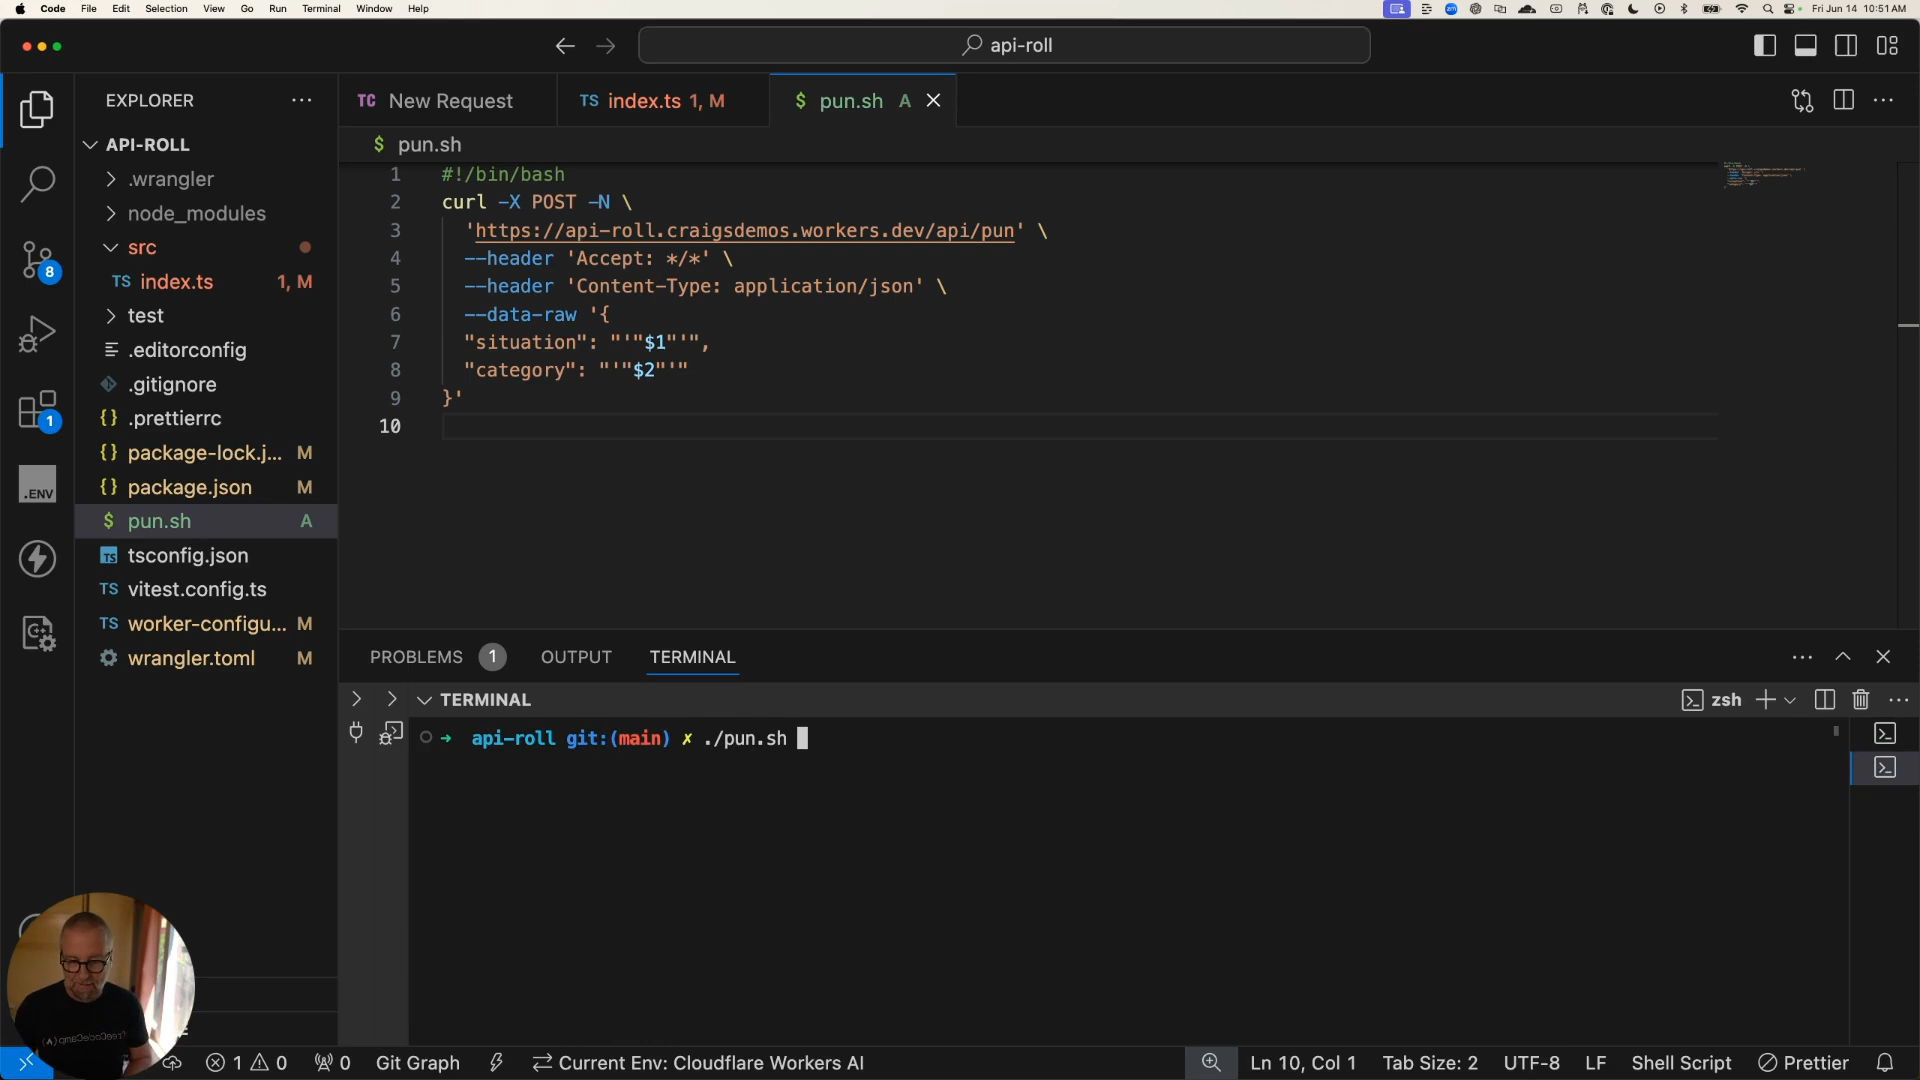 Code File Edit Selection View Go Run Terminal Window Help
Fri Jun 14 10:51 AM
api-roll
EXPLORER
API-ROLL
.wrangler
node_modules
src
TS index.ts 1, M
test
.editorconfig
.gitignore
{} .prettierrc
{} package-lock.j... M
{} package.json M
$ pun.sh A
TS tsconfig.json
TS vitest.config.ts
TS worker-configu... M
wrangler.toml M
8
1
.ENV
TC New Request
TS index.ts 1, M
$ pun.sh A
$ pun.sh
1 #!/bin/bash
2 curl -X POST -N \
3 'https://api-roll.craigsdemos.workers.dev/api/pun' \
4 --header 'Accept: */*' \
5 --header 'Content-Type: application/json' \
6 --data-raw '{
7 "situation": "'"$1"'",
8 "category": "'"$2"'"
9 }'
10
PROBLEMS 1 OUTPUT TERMINAL
TERMINAL
zsh
→ api-roll git:(main) ✗ ./pun.sh
1 0 0 Git Graph Current Env: Cloudflare Workers AI
Ln 10, Col 1 Tab Size: 2 UTF-8 LF Shell Script Prettier
freeCodeCamp(🔥)